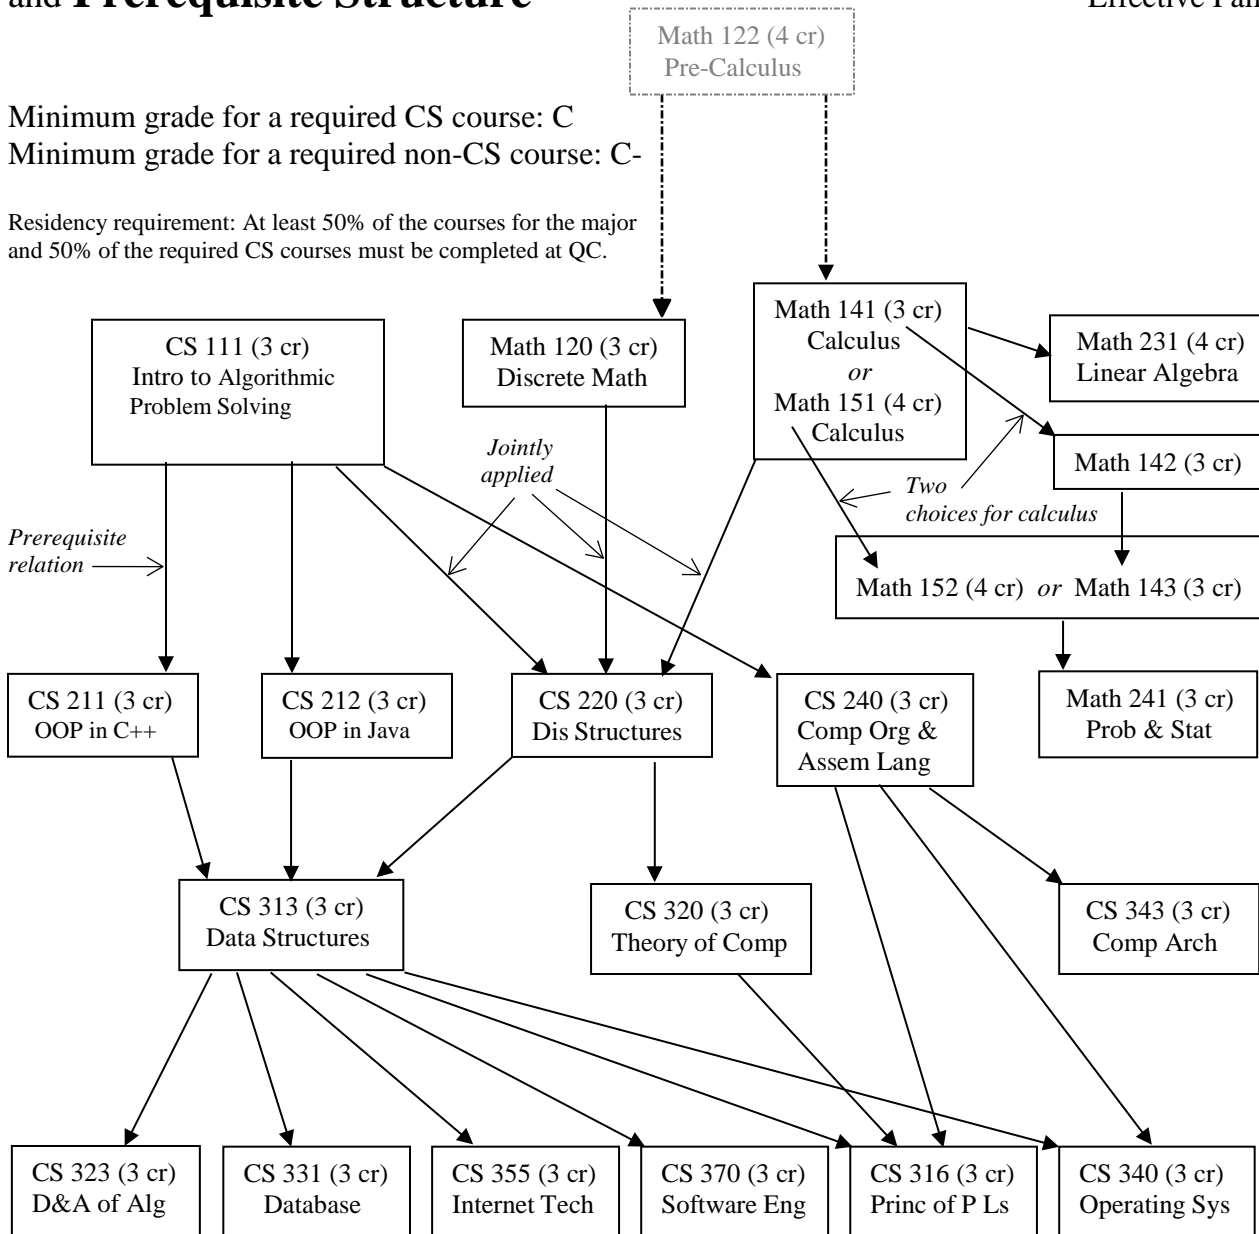 and Prerequisite Structure
Effective Fall
Math 122 (4 cr)
Pre-Calculus
Minimum grade for a required CS course: C
Minimum grade for a required non-CS course: C-
Residency requirement: At least 50% of the courses for the major
and 50% of the required CS courses must be completed at QC.
CS 111 (3 cr)
Intro to Algorithmic
Problem Solving
Math 120 (3 cr)
Discrete Math
Math 141 (3 cr)
Calculus
or
Math 151 (4 cr)
Calculus
Math 231 (4 cr)
Linear Algebra
Jointly
applied
Math 142 (3 cr)
Two
choices for calculus
Prerequisite
relation
Math 152 (4 cr) or Math 143 (3 cr)
CS 211 (3 cr)
OOP in C++
CS 212 (3 cr)
OOP in Java
CS 220 (3 cr)
Dis Structures
CS 240 (3 cr)
Comp Org &
Assem Lang
Math 241 (3 cr)
Prob & Stat
CS 313 (3 cr)
Data Structures
CS 320 (3 cr)
Theory of Comp
CS 343 (3 cr)
Comp Arch
CS 323 (3 cr)
D&A of Alg
CS 331 (3 cr)
Database
CS 355 (3 cr)
Internet Tech
CS 370 (3 cr)
Software Eng
CS 316 (3 cr)
Princ of P Ls
CS 340 (3 cr)
Operating Sys